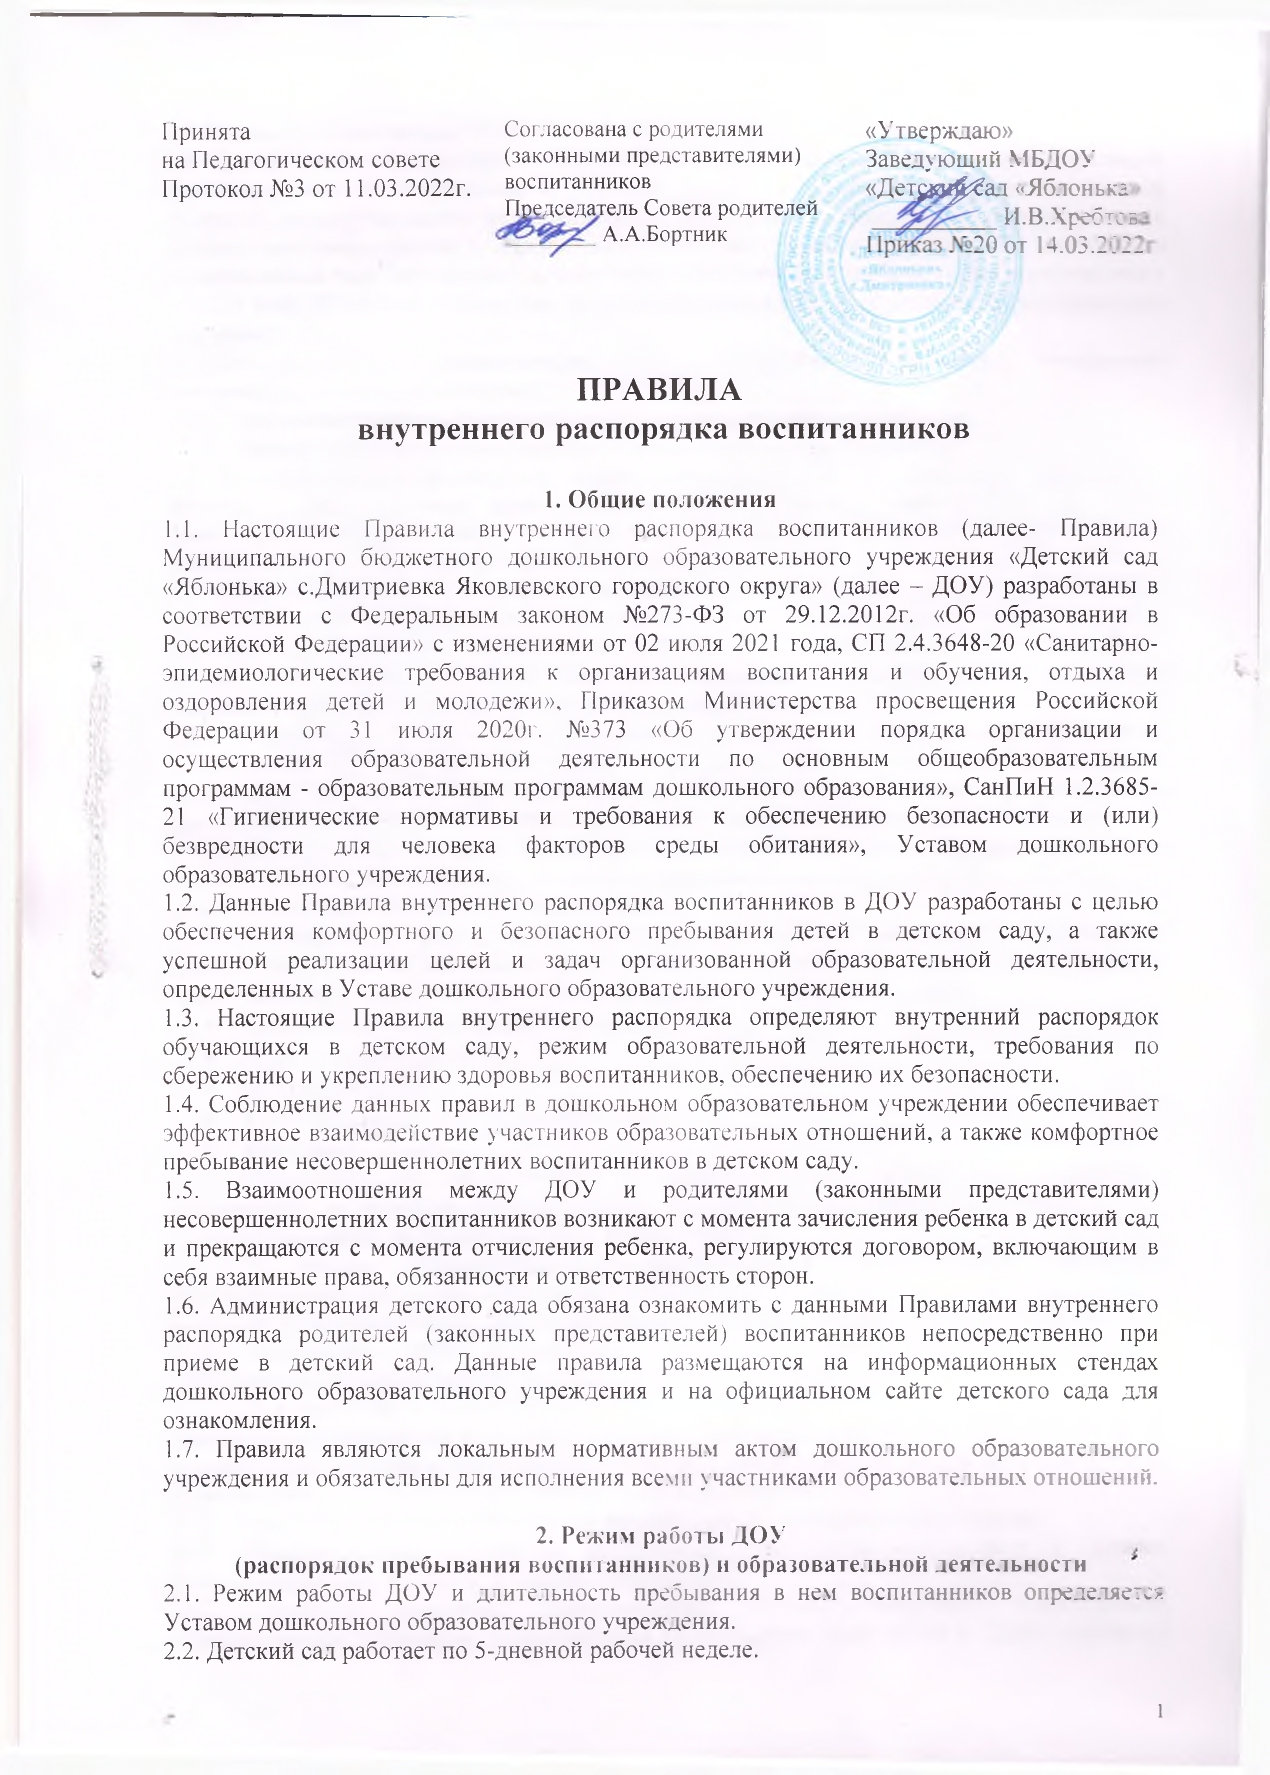 Принята
на Педагогическом совете
Протокол №3 от 11.03.2022г.
Согласована с родителями
(законными представителями)
воспитанников
Председатель Совета родителей
А.А.Бортник
«Утверждаю»
Заведующий МБДОУ
«Детский сад «Яблонька»
И.В.Хребтова
Приказ №20 от 14.03.2022г
ПРАВИЛА
внутреннего распорядка воспитанников
1. Общие положения
1.1. Настоящие Правила внутреннего распорядка воспитанников (далее- Правила)
Муниципального бюджетного дошкольного образовательного учреждения «Детский сад
«Яблонька» с.Дмитриевка Яковлевского городского округа» (далее – ДОУ) разработаны в
соответствии с Федеральным законом №273-ФЗ от 29.12.2012г. «Об образовании в
Российской Федерации» с изменениями от 02 июля 2021 года, СП 2.4.3648-20 «Санитарно-
эпидемиологические требования к организациям воспитания и обучения, отдыха и
оздоровления детей и молодежи», Приказом Министерства просвещения Российской
Федерации от 31 июля 2020г. №373 «Об утверждении порядка организации и
осуществления образовательной деятельности по основным общеобразовательным
программам - образовательным программам дошкольного образования», СанПиН 1.2.3685-
21 «Гигиенические нормативы и требования к обеспечению безопасности и (или)
безвредности для человека факторов среды обитания», Уставом дошкольного
образовательного учреждения.
1.2. Данные Правила внутреннего распорядка воспитанников в ДОУ разработаны с целью
обеспечения комфортного и безопасного пребывания детей в детском саду, а также
успешной реализации целей и задач организованной образовательной деятельности,
определенных в Уставе дошкольного образовательного учреждения.
1.3. Настоящие Правила внутреннего распорядка определяют внутренний распорядок
обучающихся в детском саду, режим образовательной деятельности, требования по
сбережению и укреплению здоровья воспитанников, обеспечению их безопасности.
1.4. Соблюдение данных правил в дошкольном образовательном учреждении обеспечивает
эффективное взаимодействие участников образовательных отношений, а также комфортное
пребывание несовершеннолетних воспитанников в детском саду.
1.5. Взаимоотношения между ДОУ и родителями (законными представителями)
несовершеннолетних воспитанников возникают с момента зачисления ребенка в детский сад
и прекращаются с момента отчисления ребенка, регулируются договором, включающим в
себя взаимные права, обязанности и ответственность сторон.
1.6. Администрация детского сада обязана ознакомить с данными Правилами внутреннего
распорядка родителей (законных представителей) воспитанников непосредственно при
приеме в детский сад. Данные правила размещаются на информационных стендах
дошкольного образовательного учреждения и на официальном сайте детского сада для
ознакомления.
1.7. Правила являются локальным нормативным актом дошкольного образовательного
учреждения и обязательны для исполнения всеми участниками образовательных отношений.
2. Режим работы ДОУ
(распорядок пребывания воспитанников) и образовательной деятельности
2.1. Режим работы ДОУ и длительность пребывания в нем воспитанников определяется
Уставом дошкольного образовательного учреждения.
2.2. Детский сад работает по 5-дневной рабочей неделе.
1